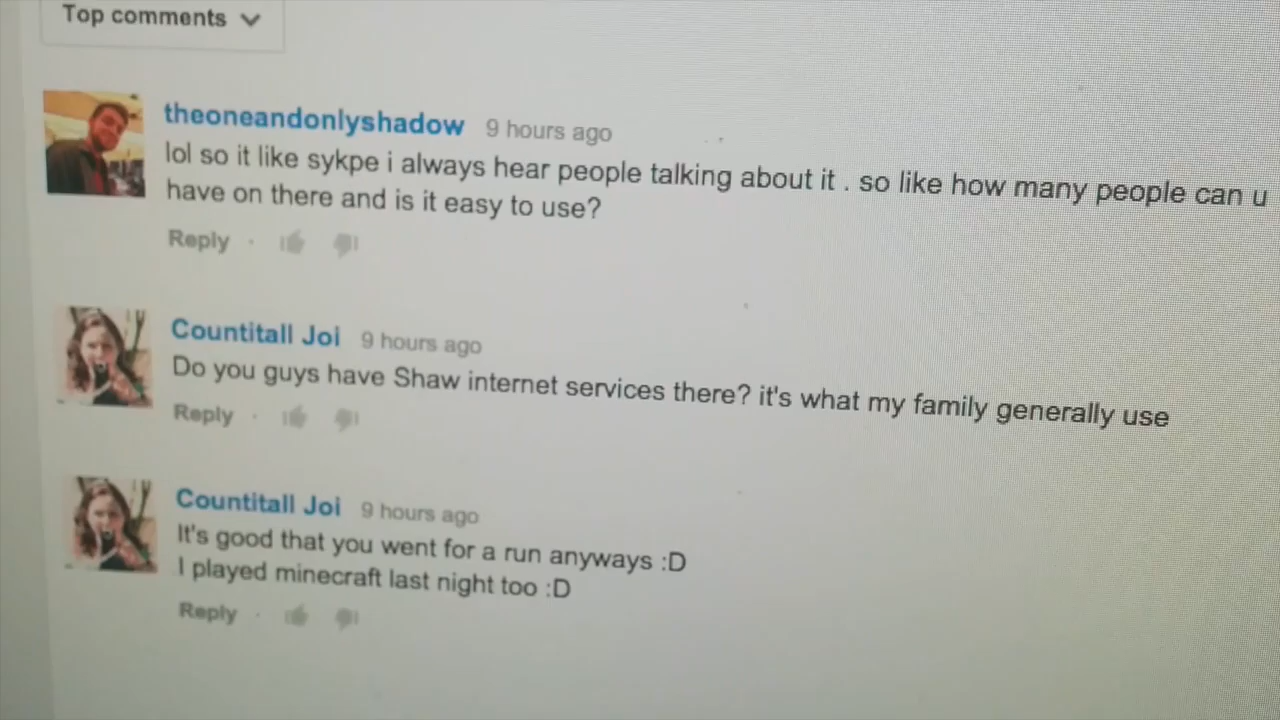 Top comments
theoneandonlyshadow 9 hours ago
lol so it like sykpe i always hear people talking about it . so like how many people can u
have on there and is it easy to use?
Reply
Countitall Joi 9 hours ago
Do you guys have Shaw internet services there? it's what my family generally use
Reply
Countitall Joi 9 hours ago
It's good that you went for a run anyways :D
I played minecraft last night too :D
Reply